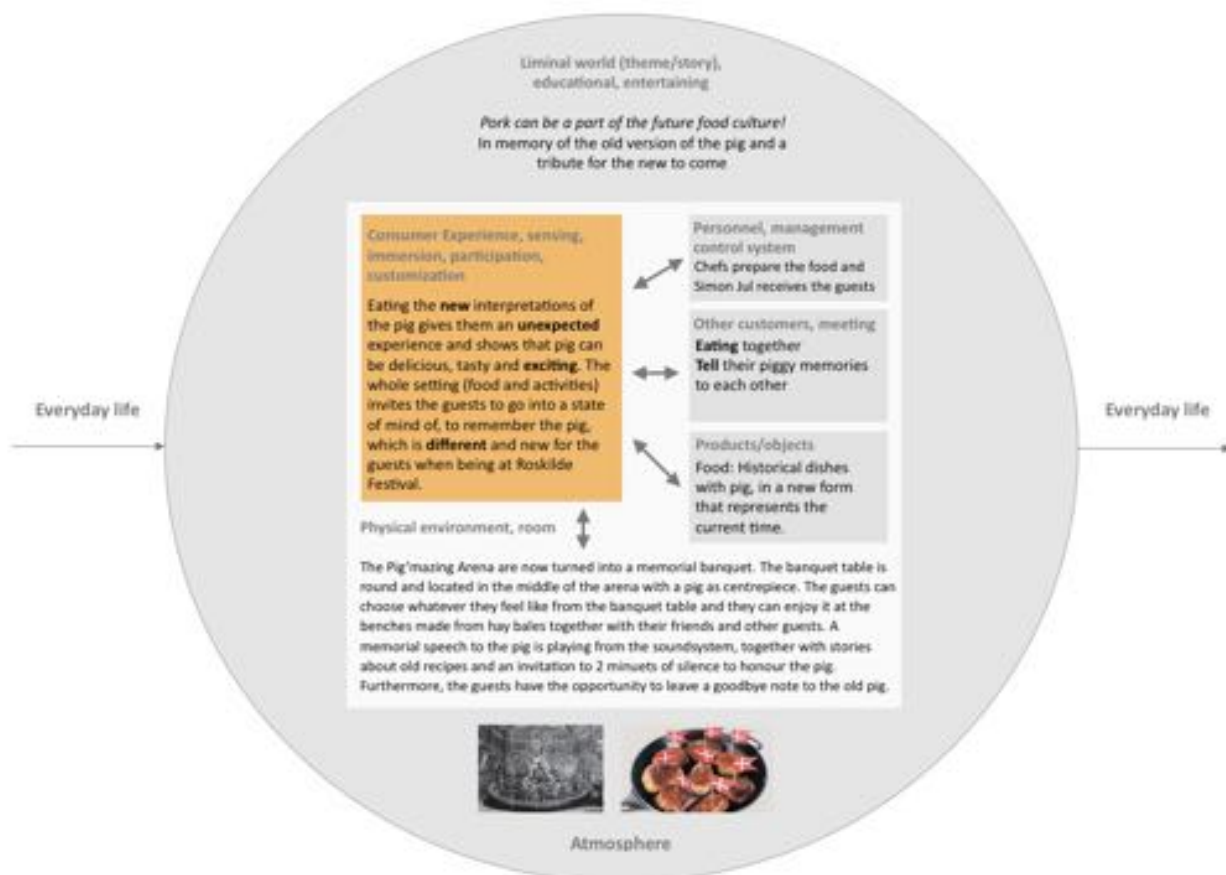 Liminal world (theme/story),
educational, entertaining
Pork can be a part of the future food culture!
In memory of the old version of the pig and a
tribute for the new to come
Consumer Experience, sensing,
immersion, participation,
customization
Eating the new interpretations of
the pig gives them an unexpected
experience and shows that pig can
be delicious, tasty and exciting. The
whole setting (food and activities)
invites the guests to go into a state
of mind of, to remember the pig,
which is different and new for the
guests when being at Roskilde
Festival.
Personnel, management
control system
Chefs prepare the food and
Simon Jul receives the guests
Other customers, meeting
Eating together
Tell their piggy memories
to each other
Products/objects
Food: Historical dishes
with pig, in a new form
that represents the
current time.
Everyday life
Everyday life
Physical environment, room
The Pig'mazing Arena are now turned into a memorial banquet. The banquet table is
round and located in the middle of the arena with a pig as centrepiece. The guests can
choose whatever they feel like from the banquet table and they can enjoy it at the
benches made from hay bales together with their friends and other guests. A
memorial speech to the pig is playing from the soundsystem, together with stories
about old recipes and an invitation to 2 minuets of silence to honour the pig.
Furthermore, the guests have the opportunity to leave a goodbye note to the old pig.
Atmosphere